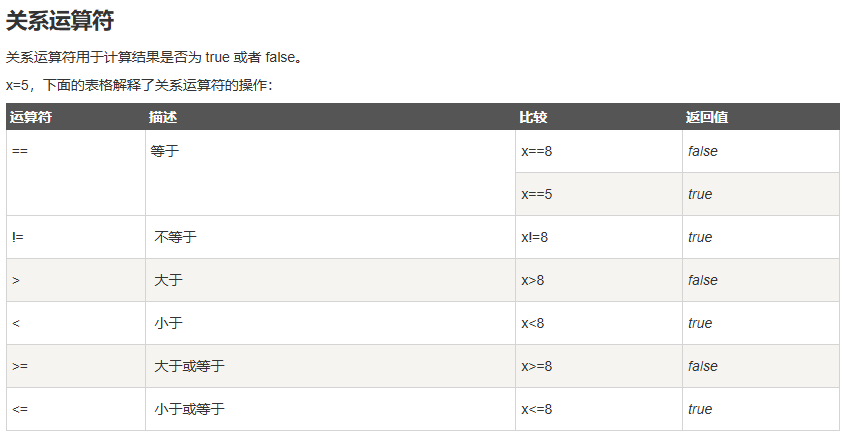 关系运算符
关系运算符用于计算结果是否为 true 或者 false。
x=5，下面的表格解释了关系运算符的操作：
运算符 描述 比较 返回值
== 等于 x==8 false
x==5 true
!= 不等于 x!=8 true
> 大于 x>8 false
< 小于 x<8 true
>= 大于或等于 x>=8 false
<= 小于或等于 x<=8 true